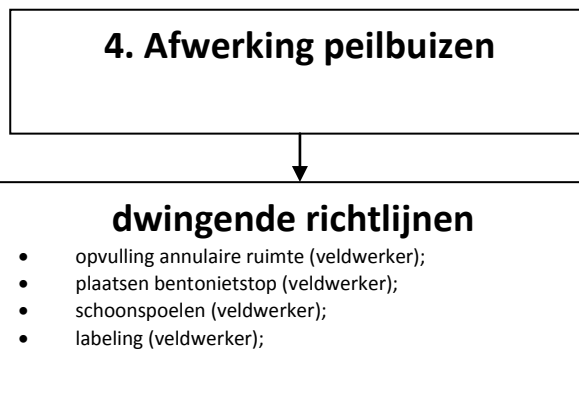 4. Afwerking peilbuizen
dwingende richtlijnen
• opvulling annulaire ruimte (veldwerker);
• plaatsen bentonietstop (veldwerker);
• schoonspoelen (veldwerker);
• labeling (veldwerker);